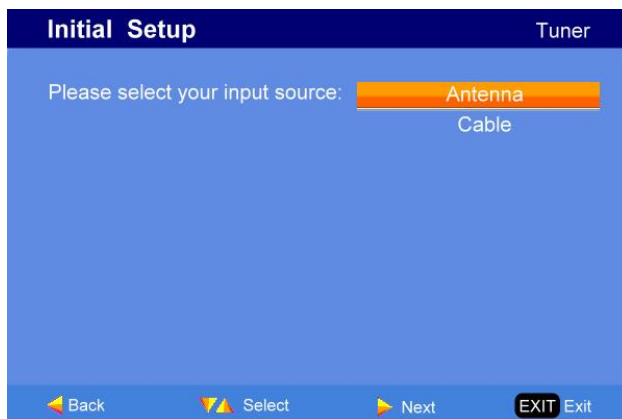 Initial Setup Tuner
Please select your input source: Antenna
Cable
Back Select Next EXIT Exit